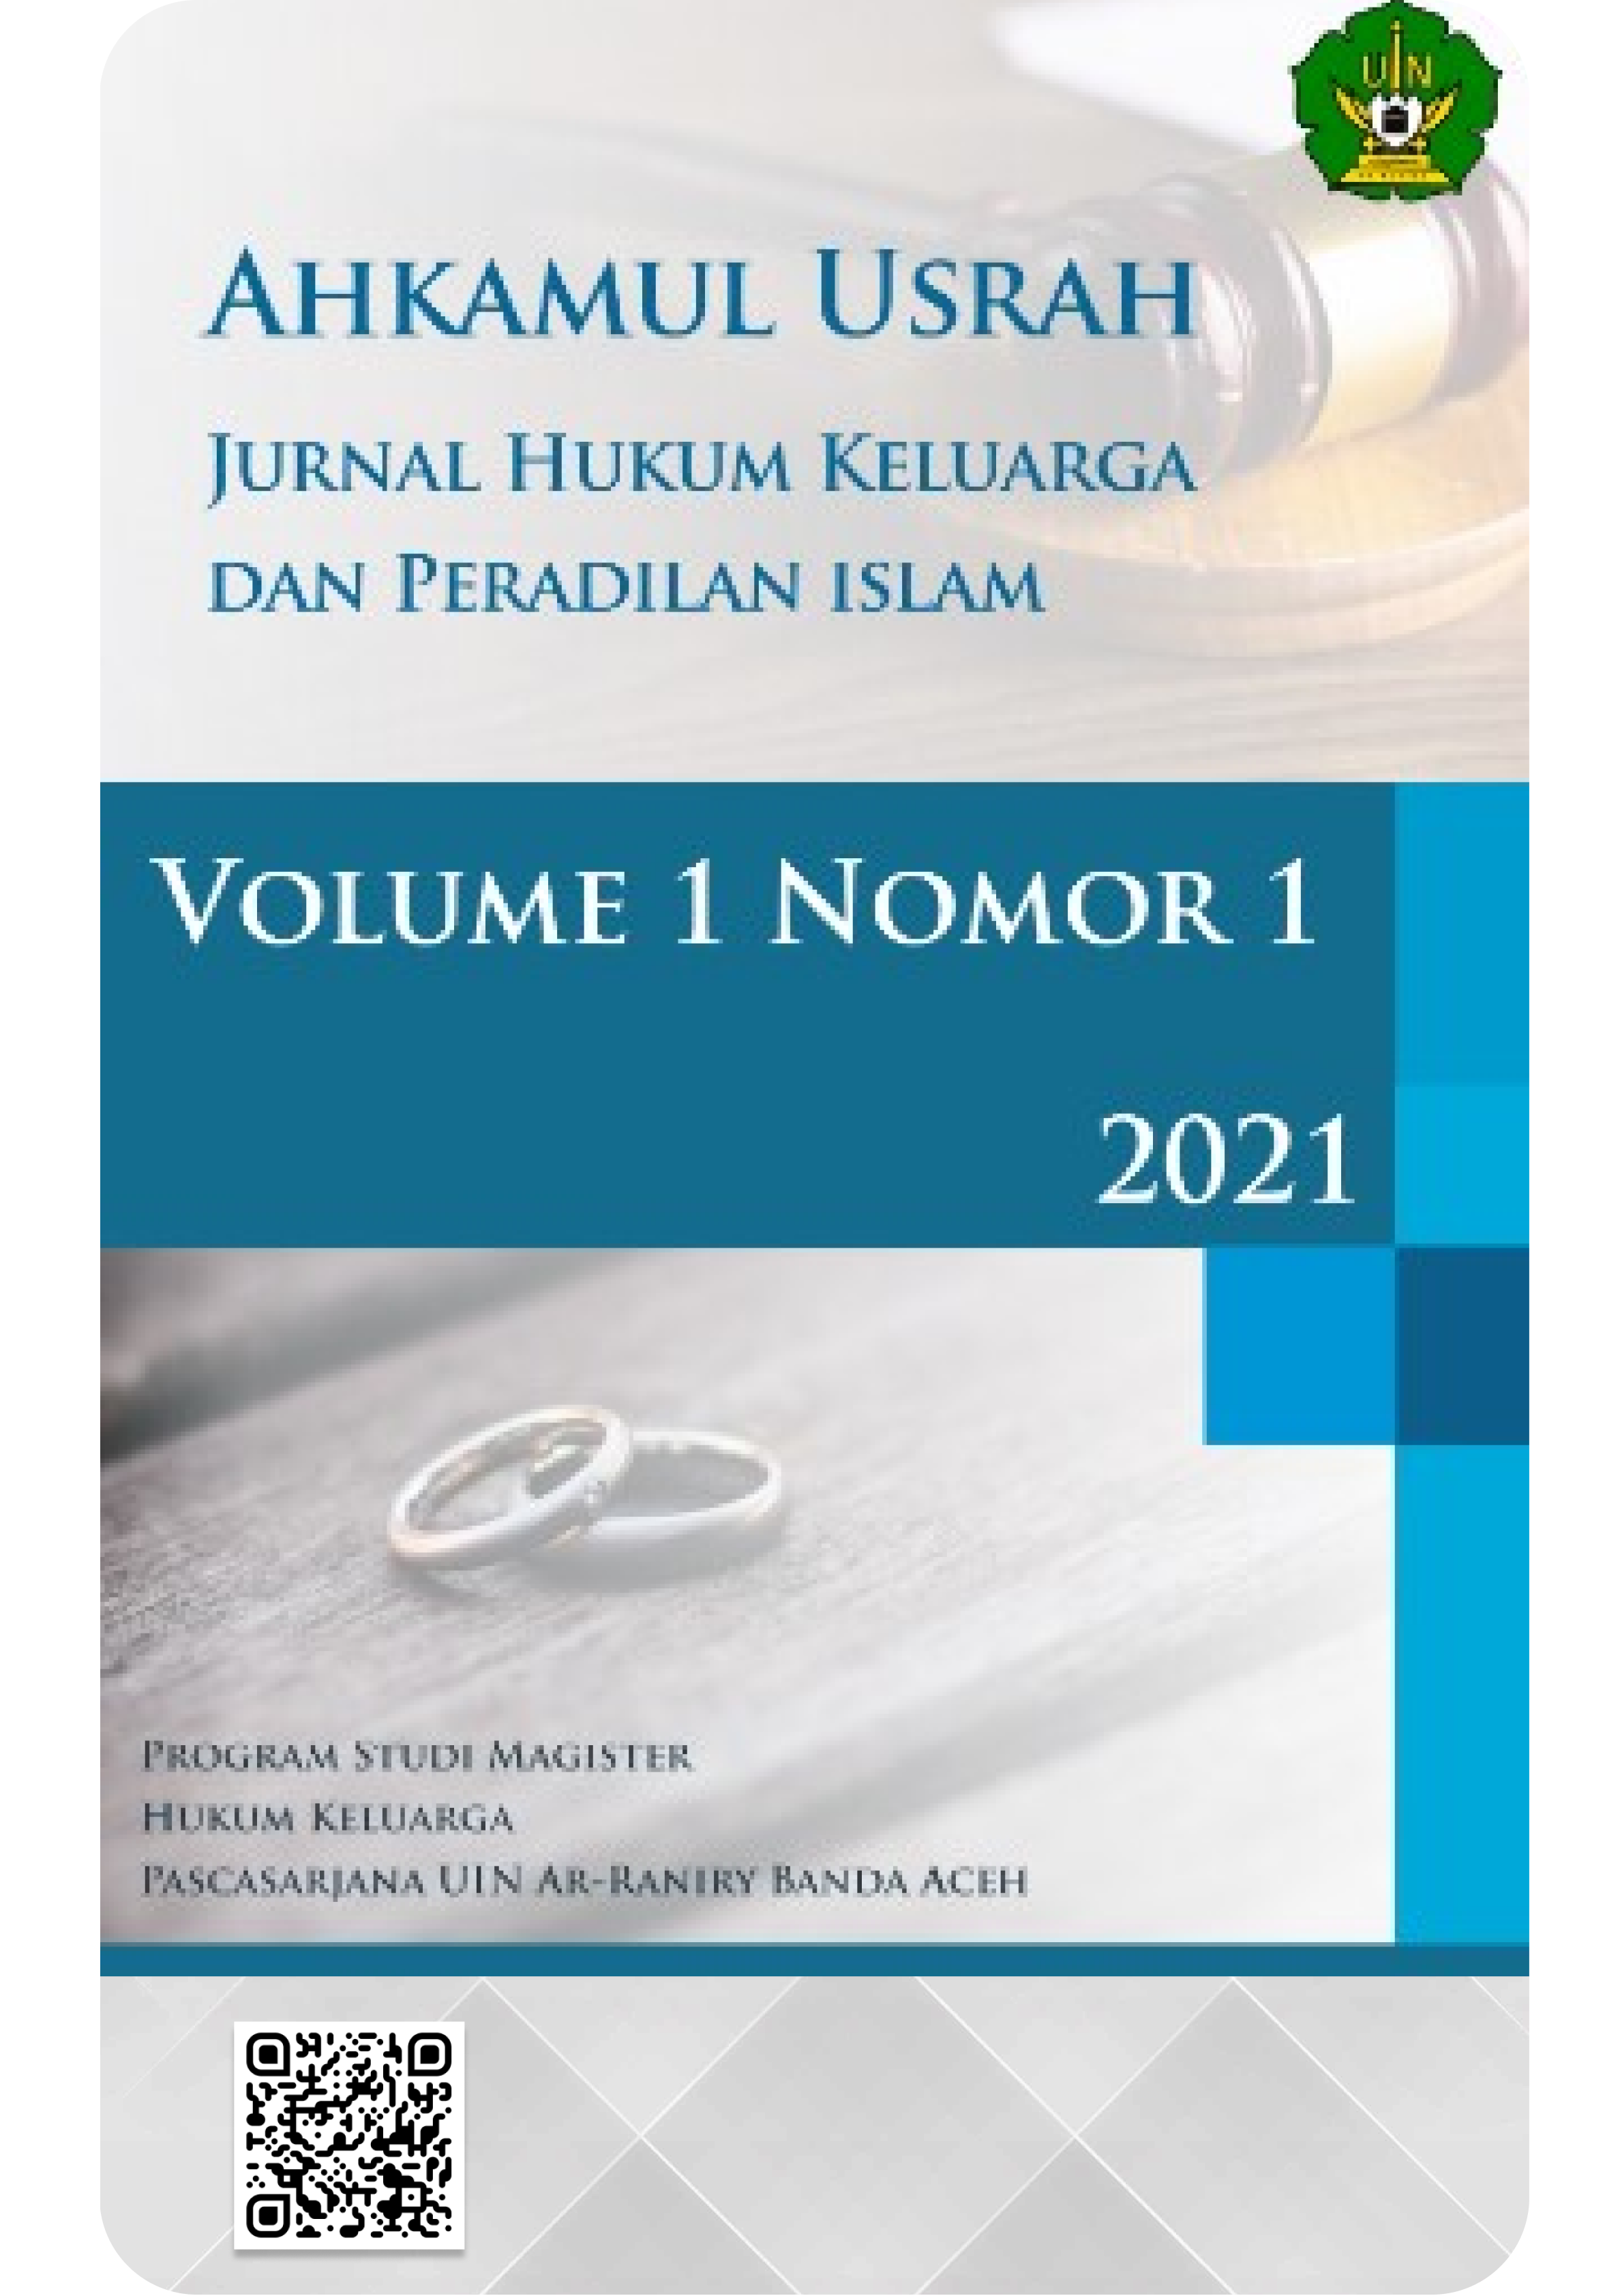 UIN
AHKAMUL USRAH
JURNAL HUKUM KELUARGA
DAN PERADILAN ISLAM
VOLUME 1 NOMOR 1
2021
PROGRAM STUDI MAGISTER
HUKUM KELUARGA
PASCASARJANA UIN AR-RANIRY BANDA ACEH